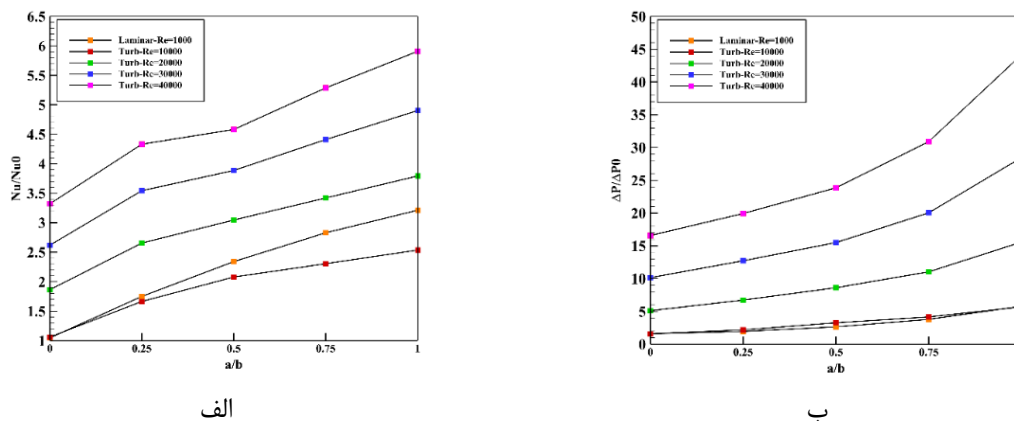 6.5
6
5.5
5
4.5
4
3.5
3
2.5
2
1.5
1
Nu/Nu0
Laminar-Re=1000
Turb-Re=10000
Turb-Re=20000
Turb-Re=30000
Turb-Re=40000
0 0.25 0.5 0.75 1
a/b
الف
50
45
40
35
30
25
20
15
10
5
0
ΔP/ΔP0
Laminar-Re=1000
Turb-Re=10000
Turb-Re=20000
Turb-Re=30000
Turb-Re=40000
0 0.25 0.5 0.75
a/b
ب